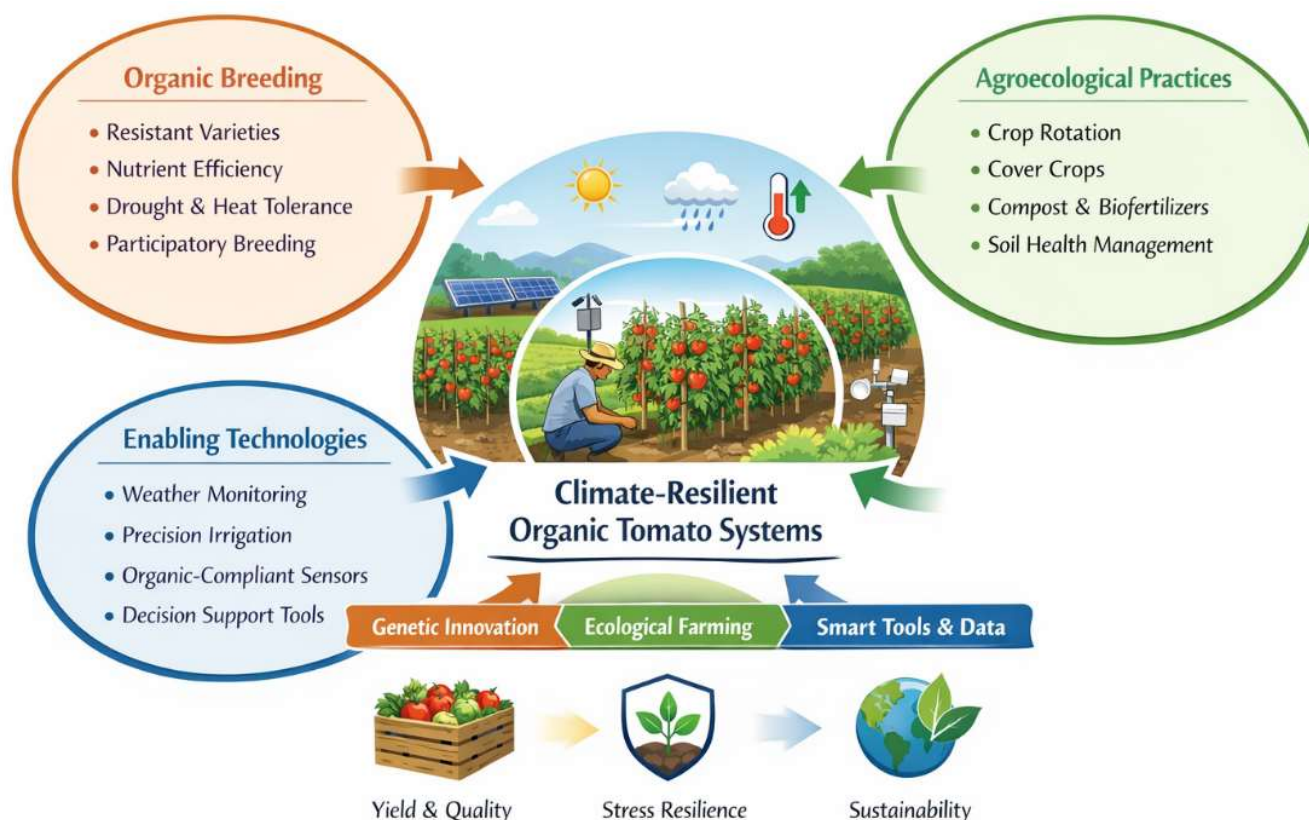 Organic Breeding
• Resistant Varieties
• Nutrient Efficiency
• Drought & Heat Tolerance
• Participatory Breeding
Agroecological Practices
• Crop Rotation
• Cover Crops
• Compost & Biofertilizers
• Soil Health Management
Enabling Technologies
• Weather Monitoring
• Precision Irrigation
• Organic-Compliant Sensors
• Decision Support Tools
Climate-Resilient
Organic Tomato Systems
Genetic Innovation
Ecological Farming
Smart Tools & Data
Yield & Quality
Stress Resilience
Sustainability